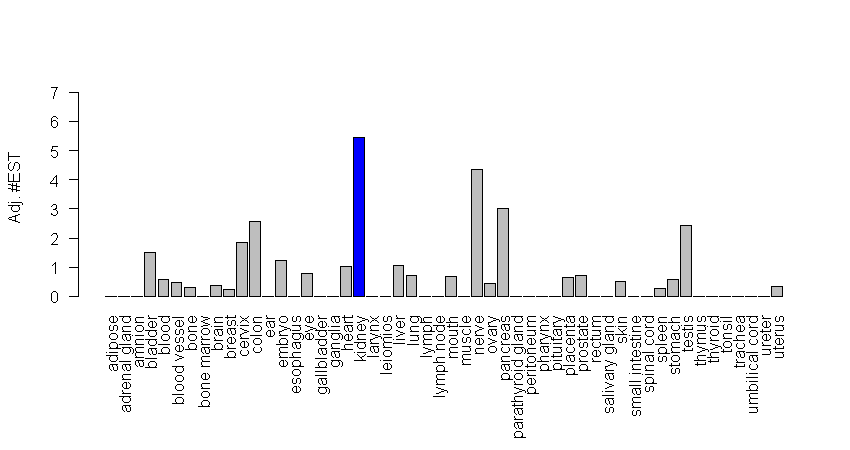 7
6
5
4
3
2
1
0
Adj. #EST
adipose
adrenal gland
amnion
bladder
blood
blood vessel
bone
bone marrow
brain
breast
cervix
colon
ear
embryo
esophagus
eye
gallbladder
ganglia
heart
kidney
larynx
leiomios
liver
lung
lymph
lymph node
mouth
muscle
nerve
ovary
pancreas
parathyroid gland
peritoneum
pharynx
pituitary
placenta
prostate
rectum
salivary gland
skin
small intestine
spinal cord
spleen
stomach
testis
thymus
thyroid
tonsil
trachea
umbilical cord
ureter
uterus